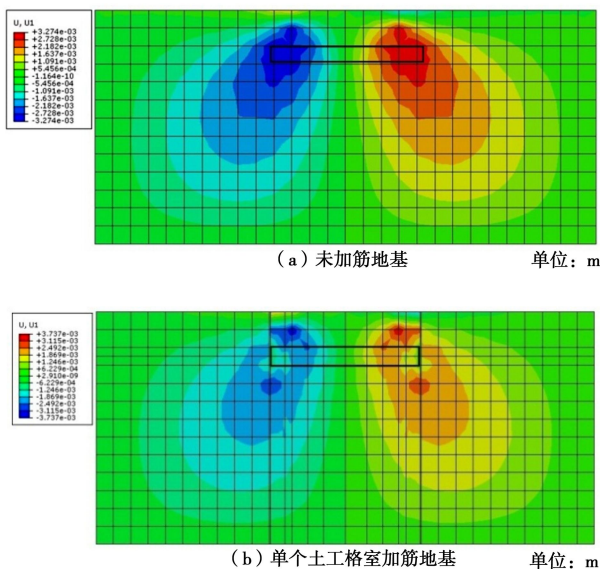 U, U1
+3.274e-03
+2.728e-03
+2.182e-03
+1.637e-03
+1.091e-03
+5.456e-04
-1.164e-10
-5.456e-04
-1.091e-03
-1.637e-03
-2.182e-03
-2.728e-03
-3.274e-03
（a）未加筋地基 单位：m
U, U1
+3.737e-03
+3.115e-03
+2.492e-03
+1.869e-03
+1.246e-03
+6.229e-04
+2.910e-09
-6.229e-04
-1.246e-03
-1.869e-03
-2.492e-03
-3.115e-03
-3.737e-03
（b）单个土工格室加筋地基 单位：m